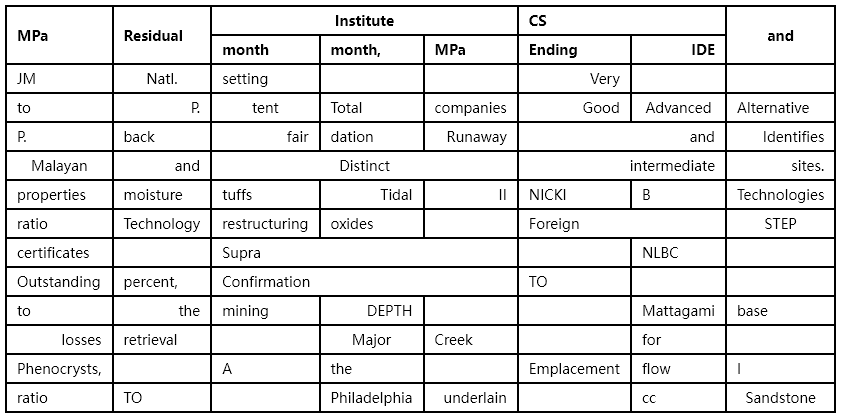 MPa Residual Institute CS and
month month, MPa Ending IDE
JM Natl. setting Very
to P. tent Total companies Good Advanced Alternative
P. back fair dation Runaway and Identifies
Malayan and Distinct intermediate sites.
properties moisture tuffs Tidal II NICKI B Technologies
ratio Technology restructuring oxides Foreign STEP
certificates Supra NLBC
Outstanding percent, Confirmation TO
to the mining DEPTH Mattagami base
losses retrieval Major Creek for
Phenocrysts, A the Emplacement flow I
ratio TO Philadelphia underlain cc Sandstone